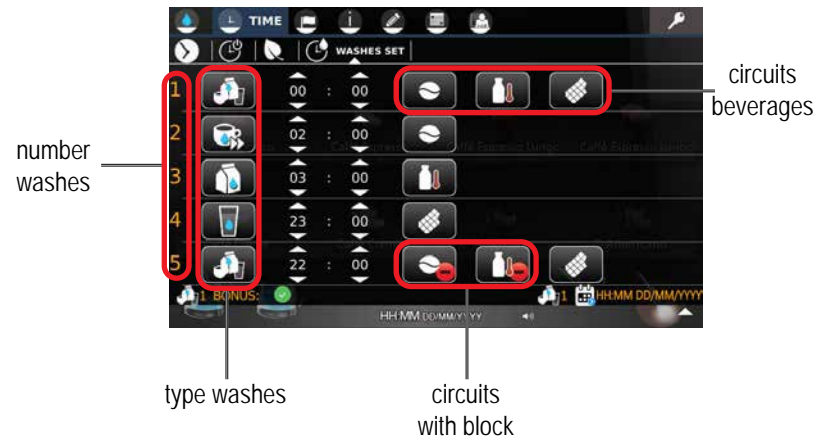 TIME
WASHES SET
1 00 : 00
2 02 : 00
3 03 : 00
4 23 : 00
5 22 : 00
1 BONUS:
1 HH:MM DD/MM/YYYY
HH:MM DD/MM/YYYY
number
washes
circuits
beverages
type washes
circuits
with block